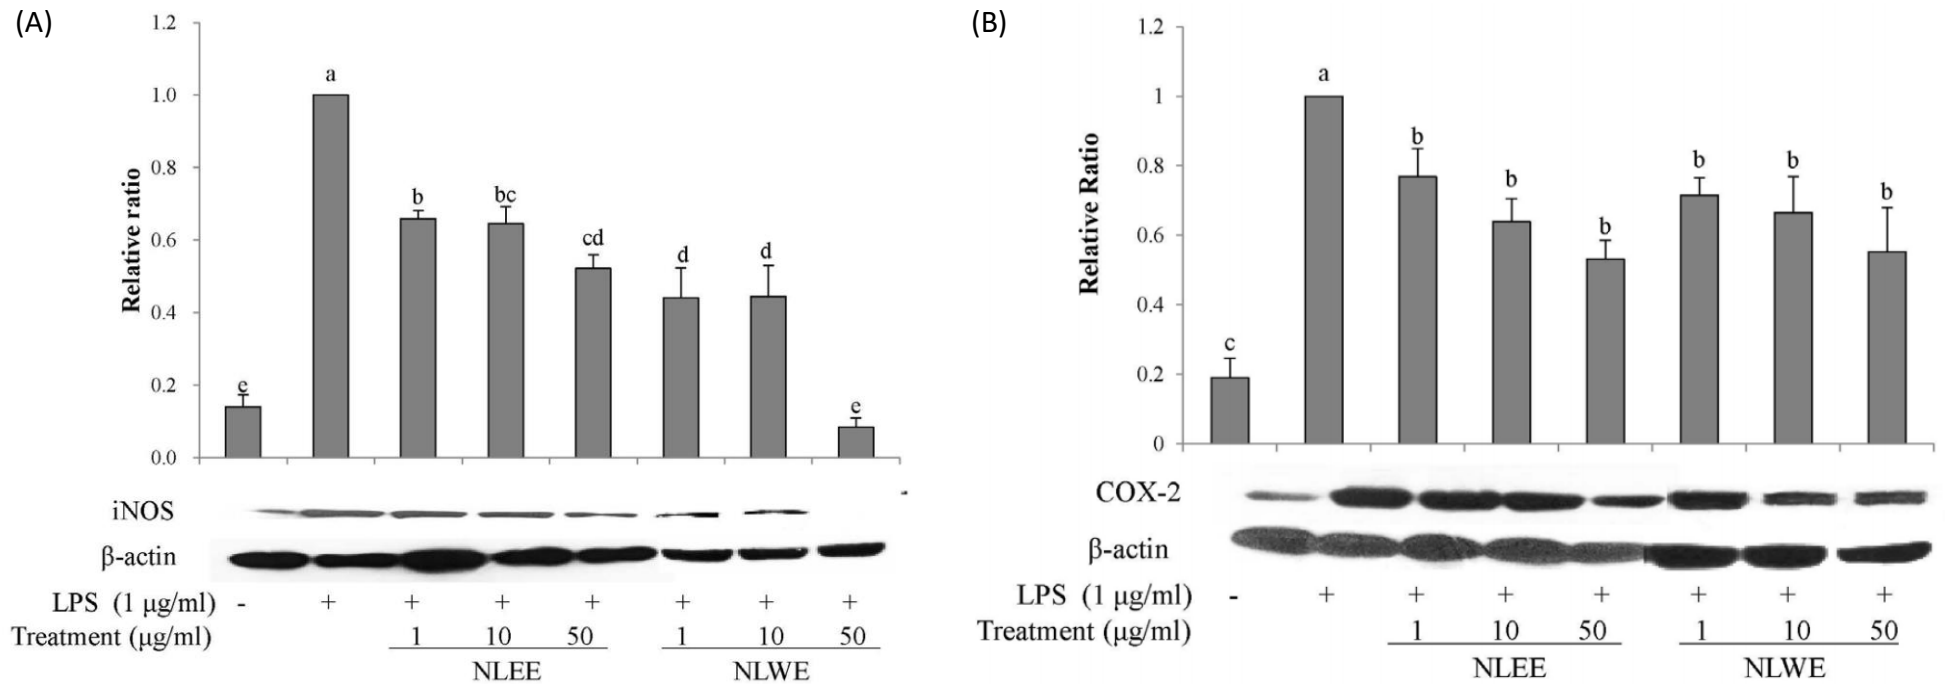 (A)
1.2
1.0
0.8
0.6
0.4
0.2
0.0
Relative ratio
e
a
b
bc
cd
d
d
e
iNOS
β-actin
LPS (1 μg/ml) - + + + + + + +
Treatment (μg/ml) 1 10 50 1 10 50
NLEE NLWE
(B)
1.2
1
0.8
0.6
0.4
0.2
0
Relative Ratio
c
a
b
b
b
b
b
b
COX-2
β-actin
LPS (1 μg/ml) - + + + + + + +
Treatment (μg/ml) 1 10 50 1 10 50
NLEE NLWE